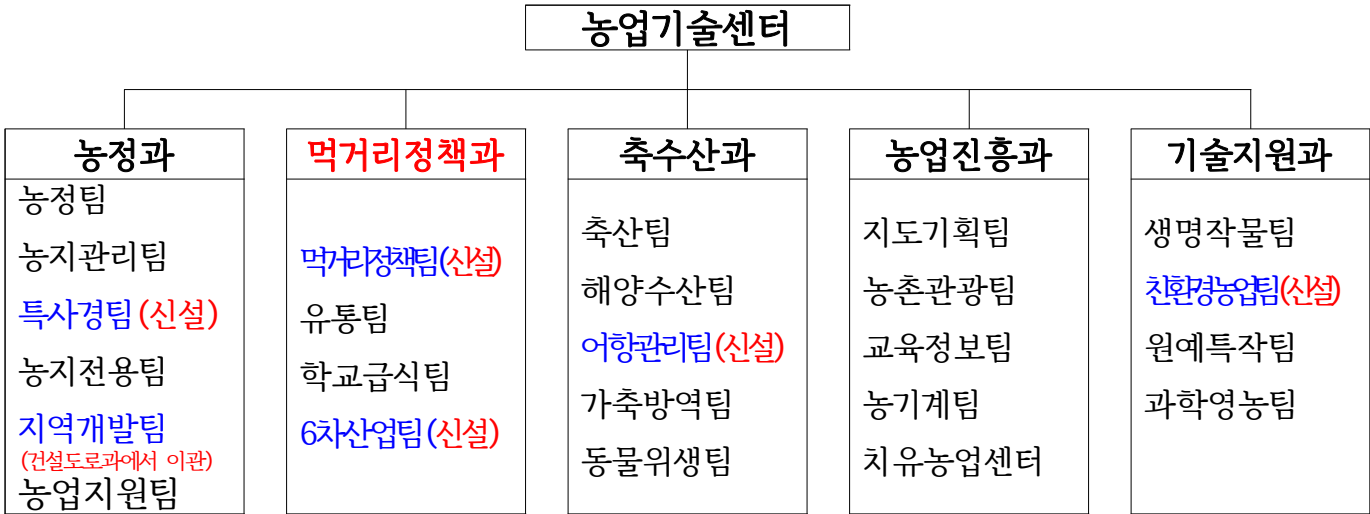 농업기술센터
농정과
농정팀
농지관리팀
특사경팀(신설)
농지전용팀
지역개발팀
(건설도로과에서 이관)
농업지원팀
먹거리정책과
먹거리정책팀(신설)
유통팀
학교급식팀
6차산업팀(신설)
축수산과
축산팀
해양수산팀
어항관리팀(신설)
가축방역팀
동물위생팀
농업진흥과
지도기획팀
농촌관광팀
교육정보팀
농기계팀
치유농업센터
기술지원과
생명작물팀
친환경농업팀(신설)
원예특작팀
과학영농팀